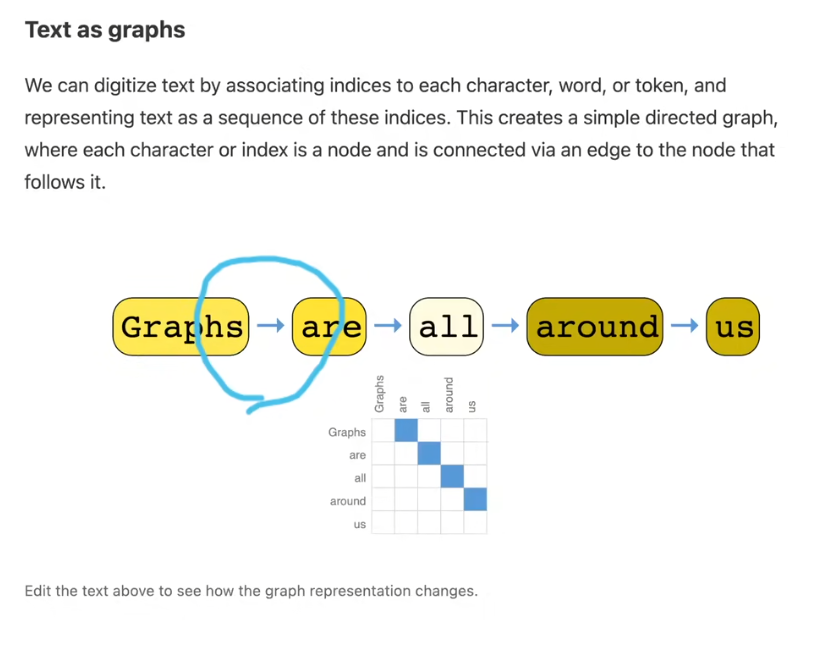 Text as graphs
We can digitize text by associating indices to each character, word, or token, and
representing text as a sequence of these indices. This creates a simple directed graph,
where each character or index is a node and is connected via an edge to the node that
follows it.
Graphs → are → all → around → us
Graphs are all around us
Graphs
are
all
around
us
Edit the text above to see how the graph representation changes.